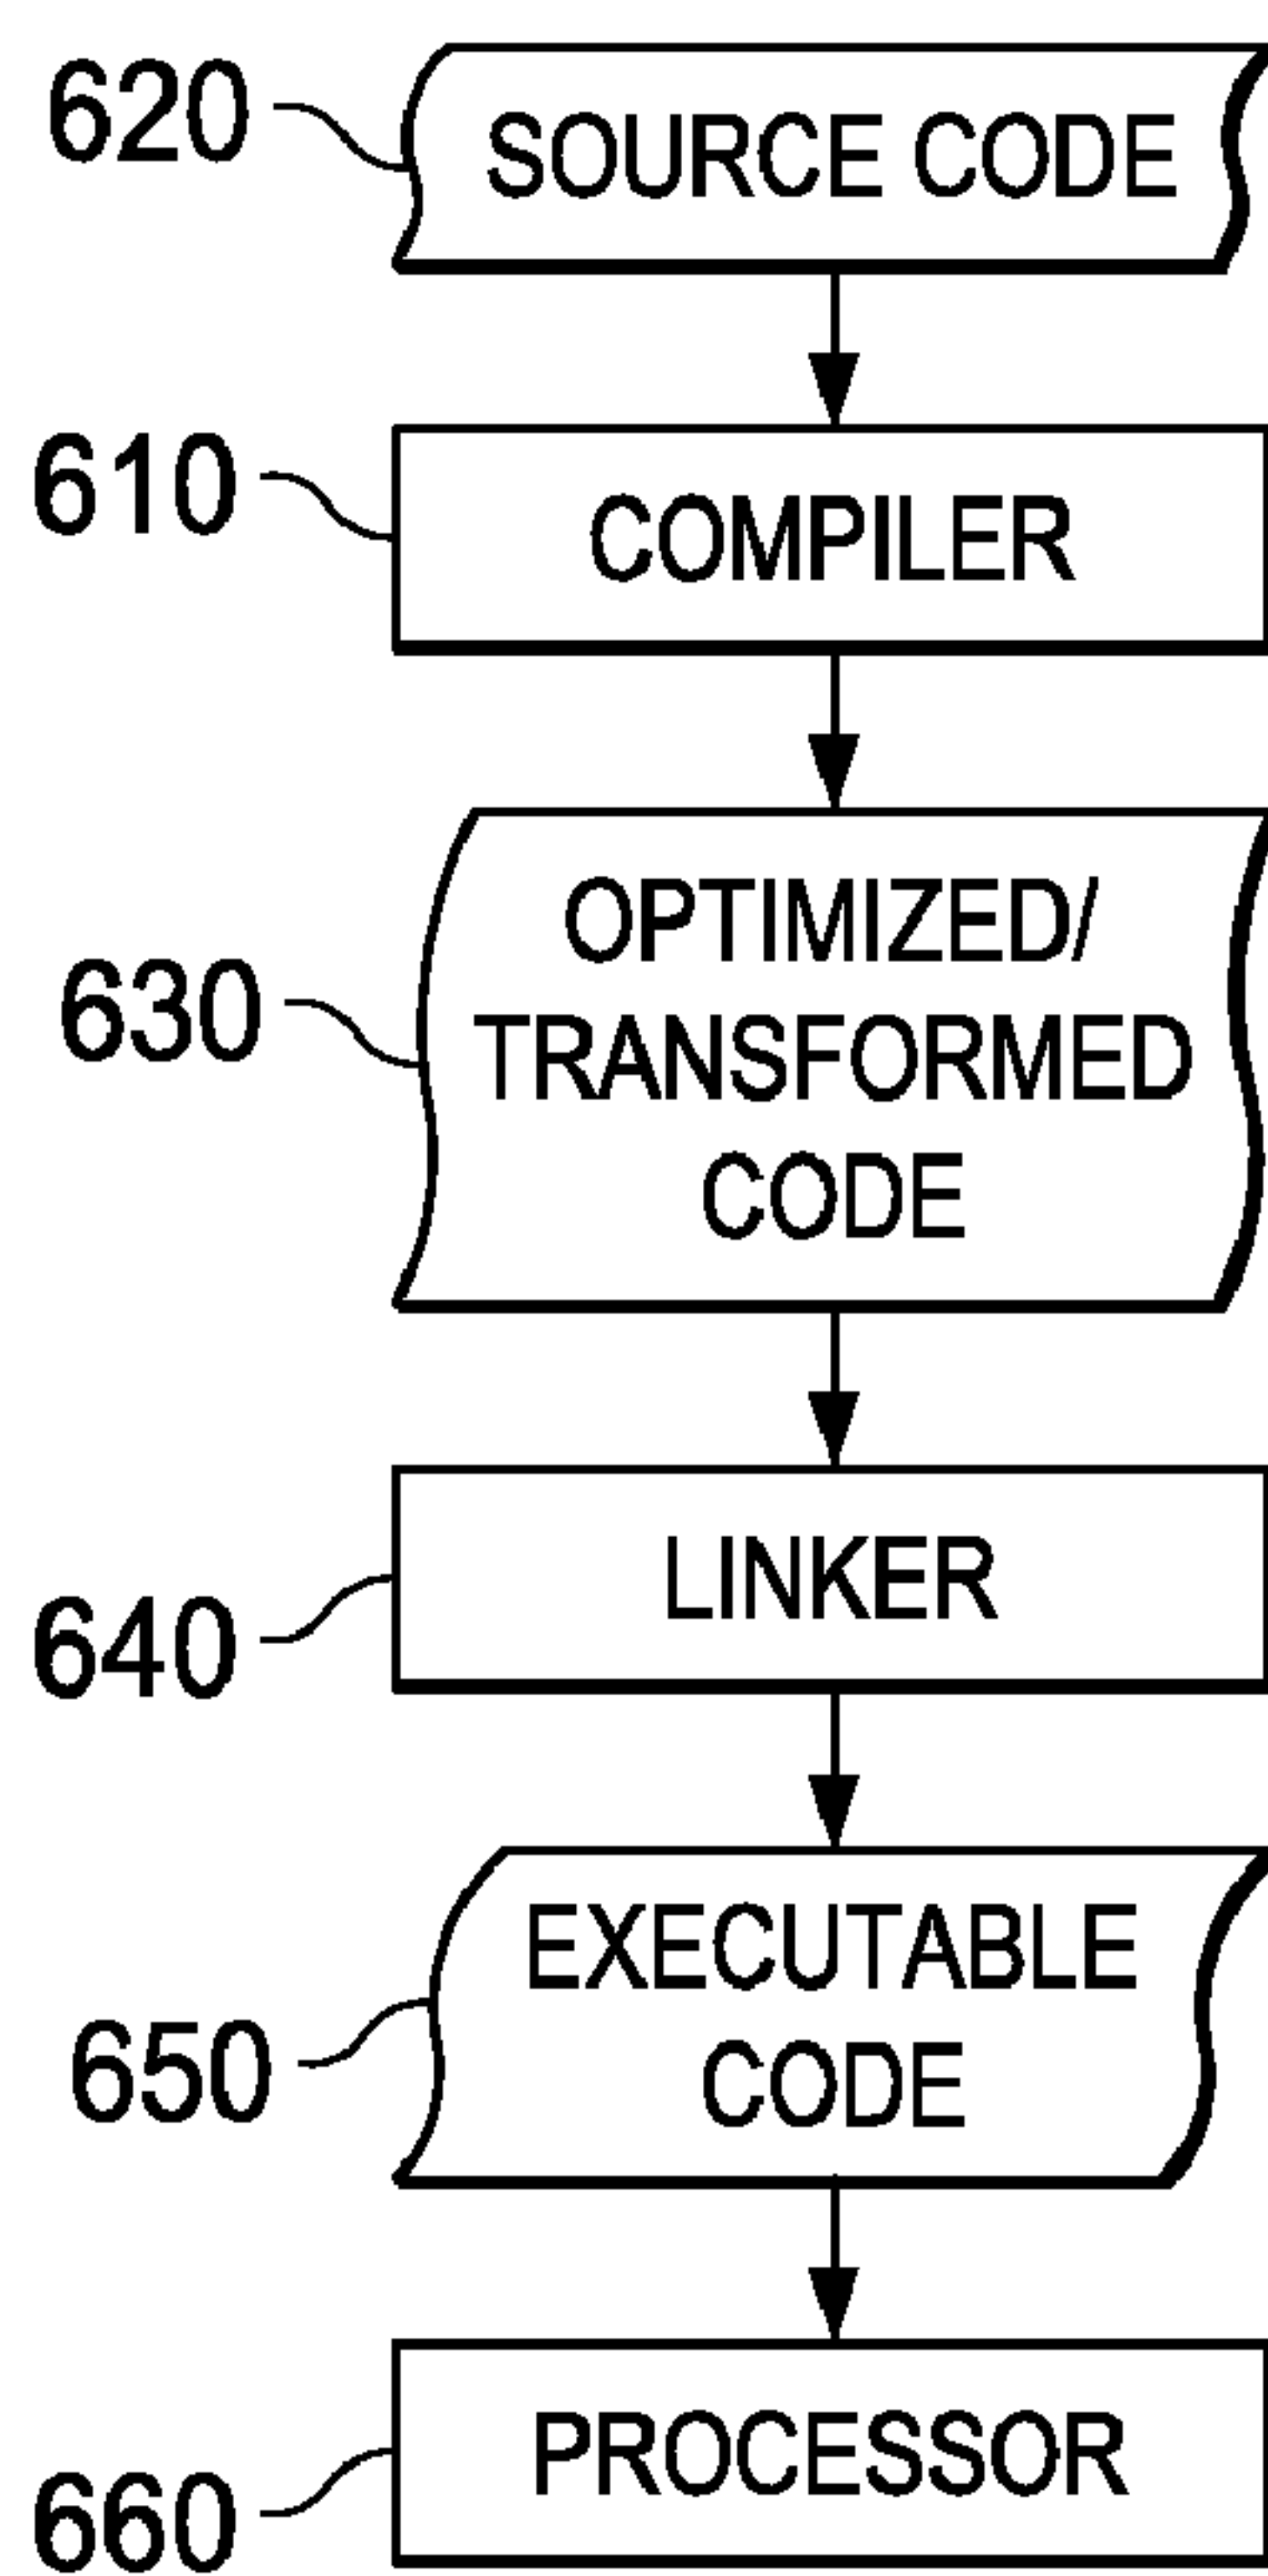 620
SOURCE CODE
610
COMPILER
OPTIMIZED/
630
TRANSFORMED
CODE
LINKER
640
EXECUTABLE
650
CODE
PROCESSOR
660